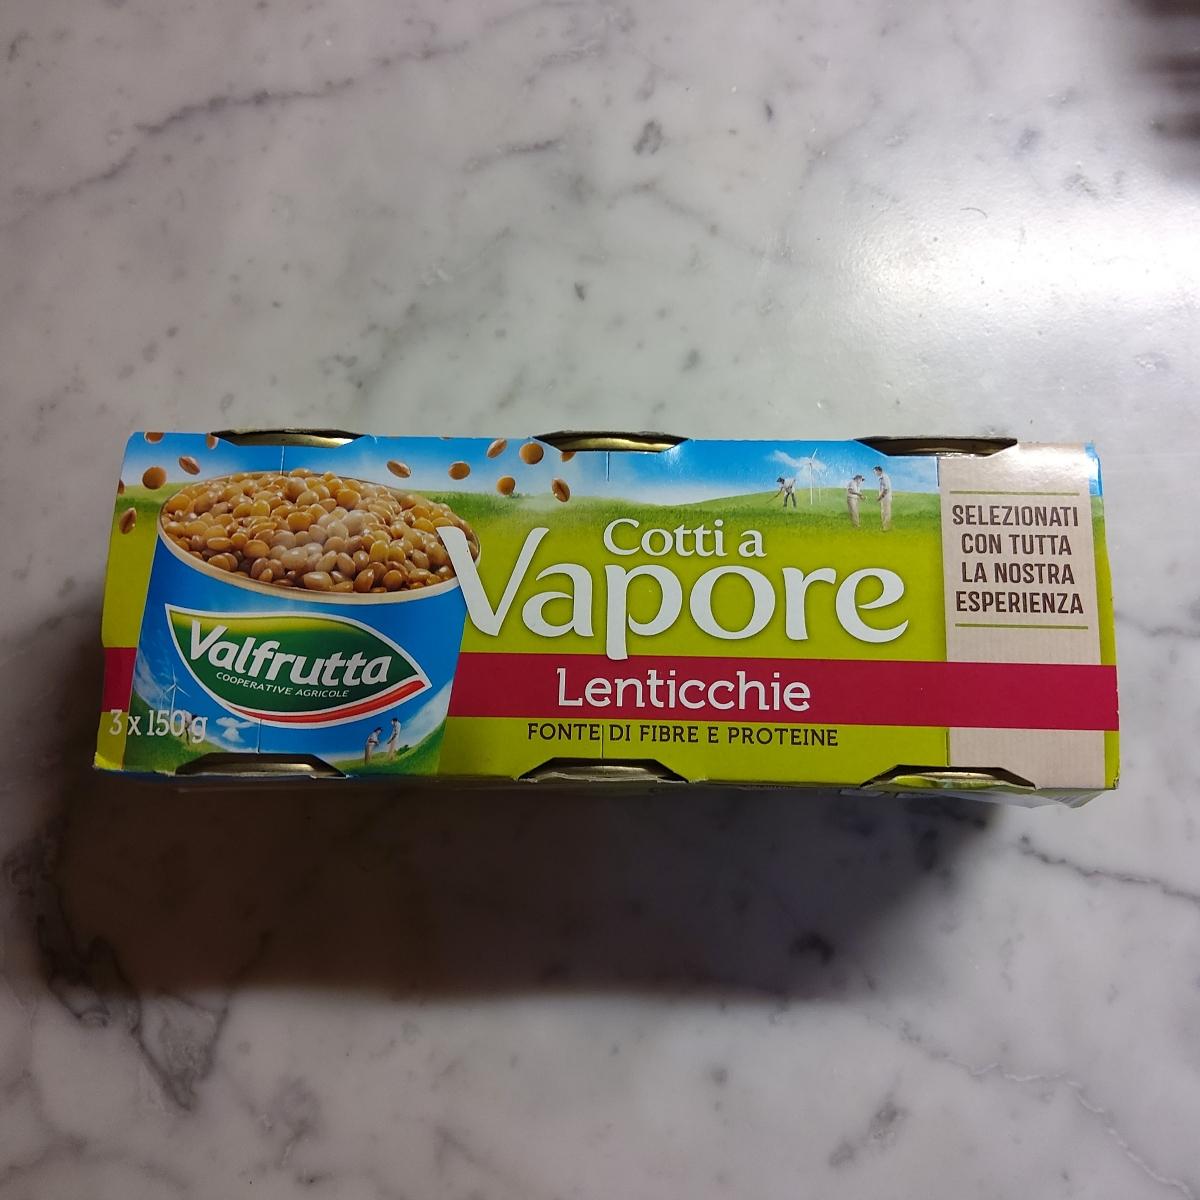 Cotti a
Vapore
Lenticchie
FONTE DI FIBRE E PROTEINE
Valfrutta
COOPERATIVE AGRICOLE
3 x 150 g
SELEZIONATI
CON TUTTA
LA NOSTRA
ESPERIENZA